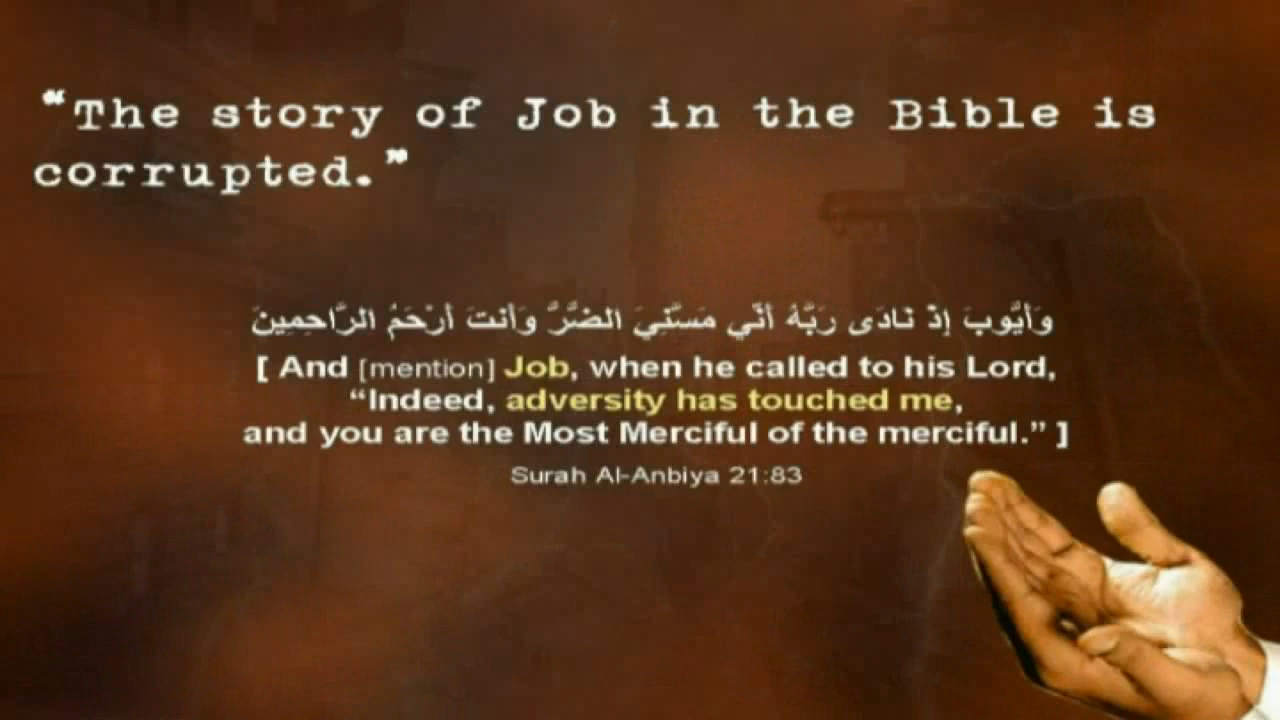 “The story of Job in the Bible is
corrupted.”
وَأَيُّوبَ إِذْ نَادَى رَبَّهُ أَنِّي مَسَّنِيَ الضُّرُّ وَأَنتَ أَرْحَمُ الرَّاحِمِينَ
[ And [mention] Job, when he called to his Lord,
“Indeed, adversity has touched me,
and you are the Most Merciful of the merciful.” ]
Surah Al-Anbiya 21:83